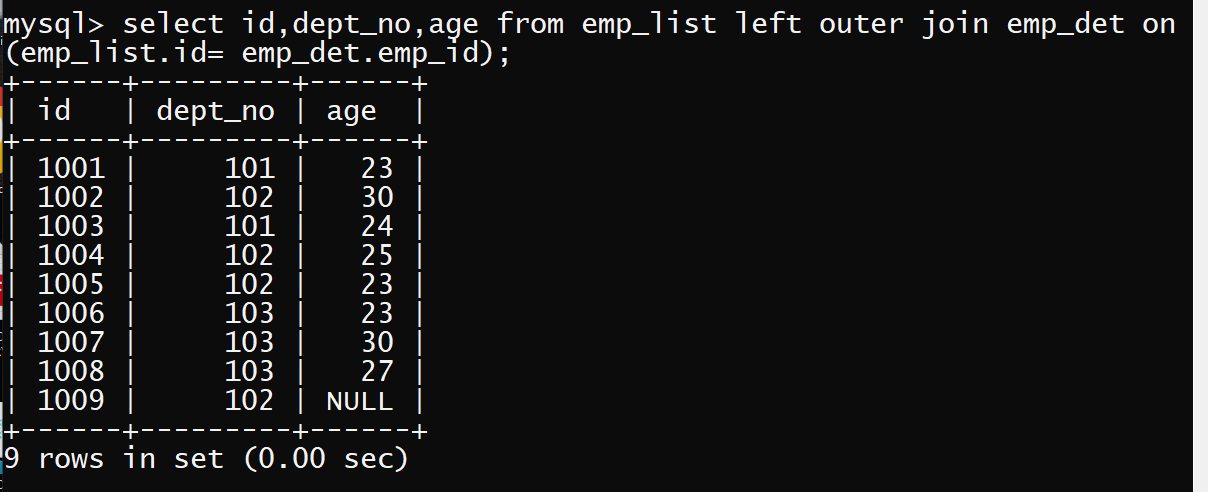 mysql> select id,dept_no,age from emp_list left outer join emp_det on
(emp_list.id= emp_det.emp_id);
+------+---------+------+
| id   | dept_no | age  |
+------+---------+------+
| 1001 |     101 |   23 |
| 1002 |     102 |   30 |
| 1003 |     101 |   24 |
| 1004 |     102 |   25 |
| 1005 |     102 |   23 |
| 1006 |     103 |   23 |
| 1007 |     103 |   30 |
| 1008 |     103 |   27 |
| 1009 |     102 | NULL |
+------+---------+------+
9 rows in set (0.00 sec)